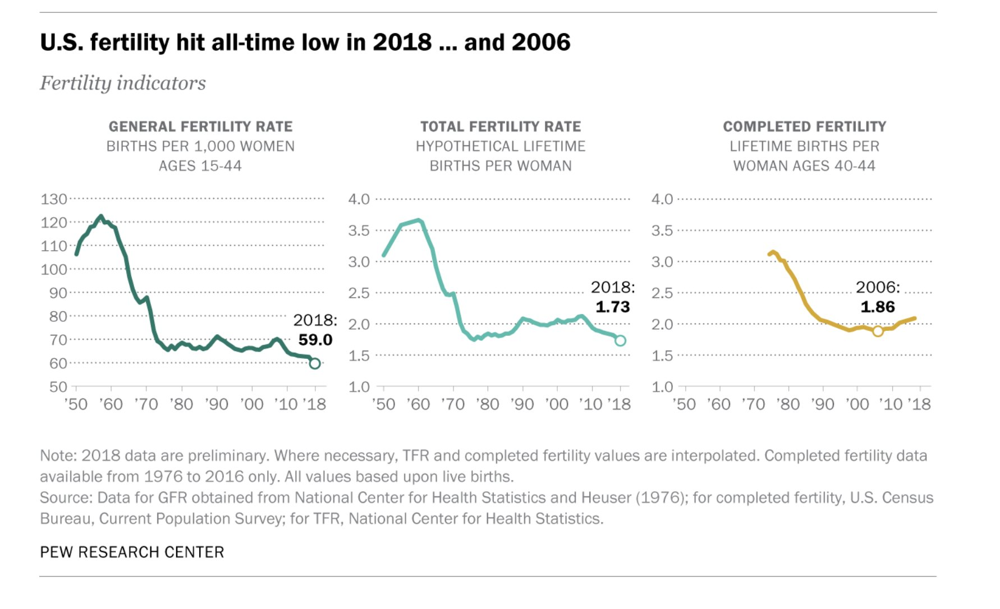 U.S. fertility hit all-time low in 2018 ... and 2006
Fertility indicators
GENERAL FERTILITY RATE
BIRTHS PER 1,000 WOMEN
AGES 15-44
130
120
110
100
90
80
70
60
50
2018:
59.0
'50 '60 '70 '80 '90 '00 '10 '18
TOTAL FERTILITY RATE
HYPOTHETICAL LIFETIME
BIRTHS PER WOMAN
4.0
3.5
3.0
2.5
2.0
1.5
1.0
2018:
1.73
'50 '60 '70 '80 '90 '00 '10 '18
COMPLETED FERTILITY
LIFETIME BIRTHS PER
WOMAN AGES 40-44
4.0
3.5
3.0
2.5
2.0
1.5
1.0
2006:
1.86
'50 '60 '70 '80 '90 '00 '10 '18
Note: 2018 data are preliminary. Where necessary, TFR and completed fertility values are interpolated. Completed fertility data
available from 1976 to 2016 only. All values based upon live births.
Source: Data for GFR obtained from National Center for Health Statistics and Heuser (1976); for completed fertility, U.S. Census
Bureau, Current Population Survey; for TFR, National Center for Health Statistics.
PEW RESEARCH CENTER